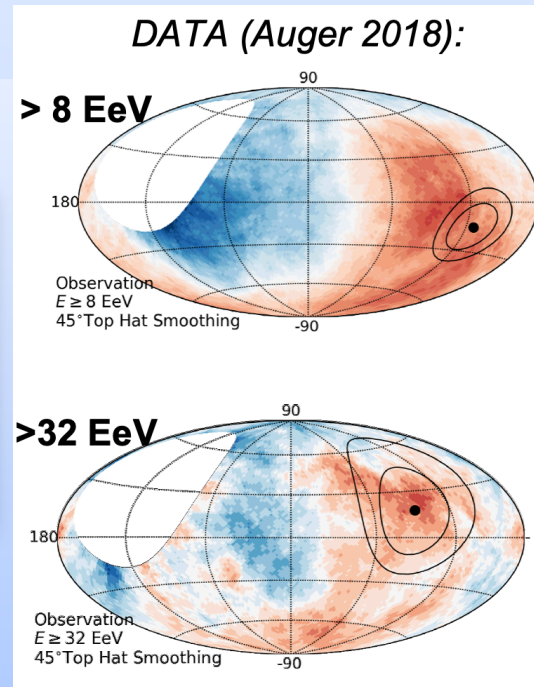 DATA (Auger 2018):
> 8 EeV
90
180
Observation
E ≥ 8 EeV
45°Top Hat Smoothing
-90
>32 EeV
90
180
Observation
E ≥ 32 EeV
45°Top Hat Smoothing
-90